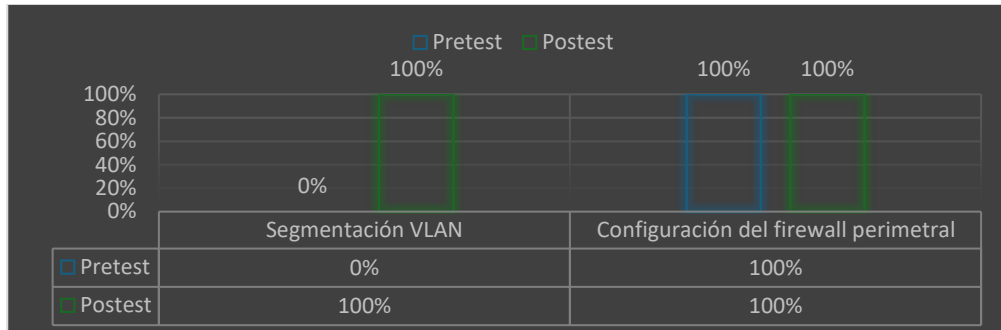 Pretest Postest
100% 100% 100%
100%
80%
60%
40%
20%
0%
0%
Segmentación VLAN Configuración del firewall perimetral
Pretest 0% 100%
Postest 100% 100%